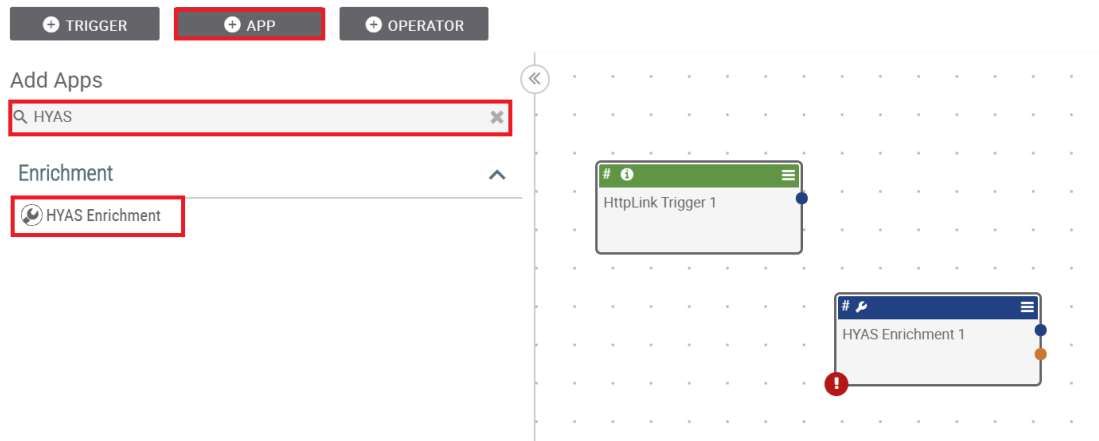 TRIGGER
APP
OPERATOR
Add Apps
HYAS
Enrichment
HYAS Enrichment
#
HttpLink Trigger 1
#
HYAS Enrichment 1